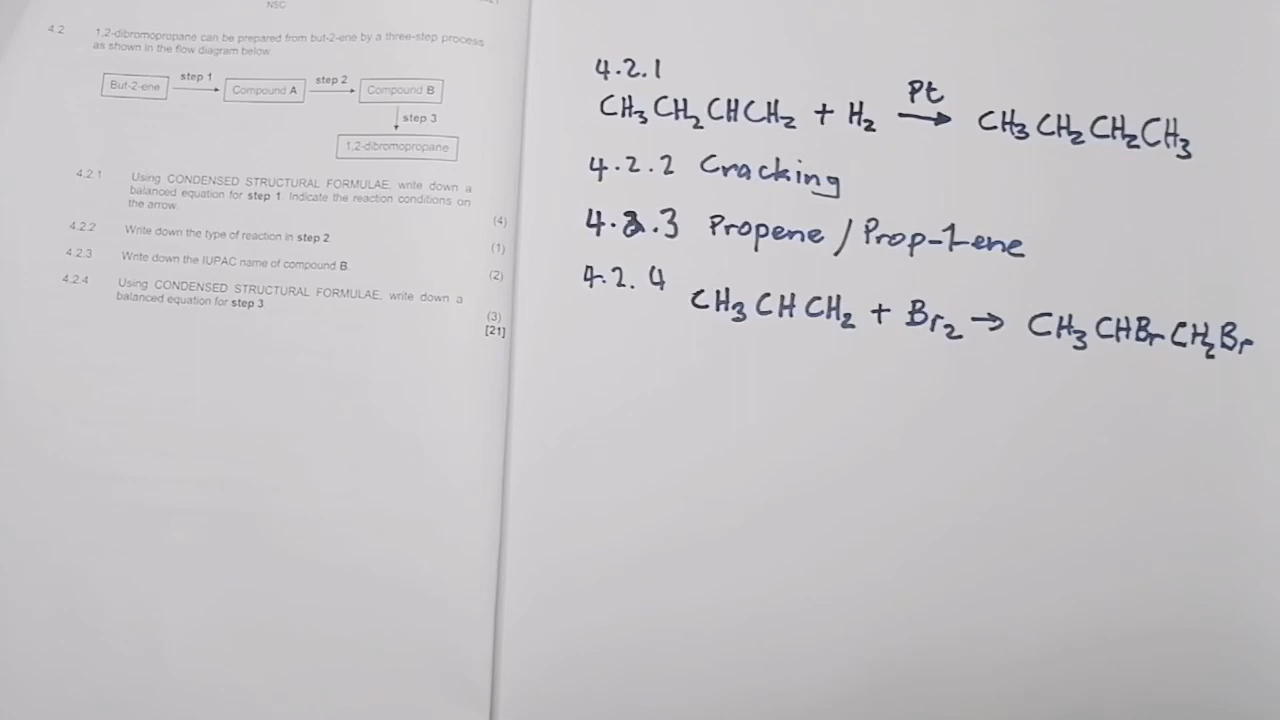 NSC
4.2 1,2-dibromopropane can be prepared from but-2-ene by a three-step process
as shown in the flow diagram below.
But-2-ene step 1 Compound A step 2 Compound B
step 3
1,2-dibromopropane
4.2.1 Using CONDENSED STRUCTURAL FORMULAE, write down a
balanced equation for step 1. Indicate the reaction conditions on
the arrow. (4)
4.2.2 Write down the type of reaction in step 2. (1)
4.2.3 Write down the IUPAC name of compound B. (2)
4.2.4 Using CONDENSED STRUCTURAL FORMULAE, write down a
balanced equation for step 3. (3)
[21]
4.2.1
CH₃CH₂CHCH₂ + H₂ Pt → CH₃CH₂CH₂CH₃
4.2.2 Cracking
4.2.3 Propene / Prop-1-ene
4.2.4 CH₃CHCH₂ + Br₂ → CH₃CHBrCH₂Br